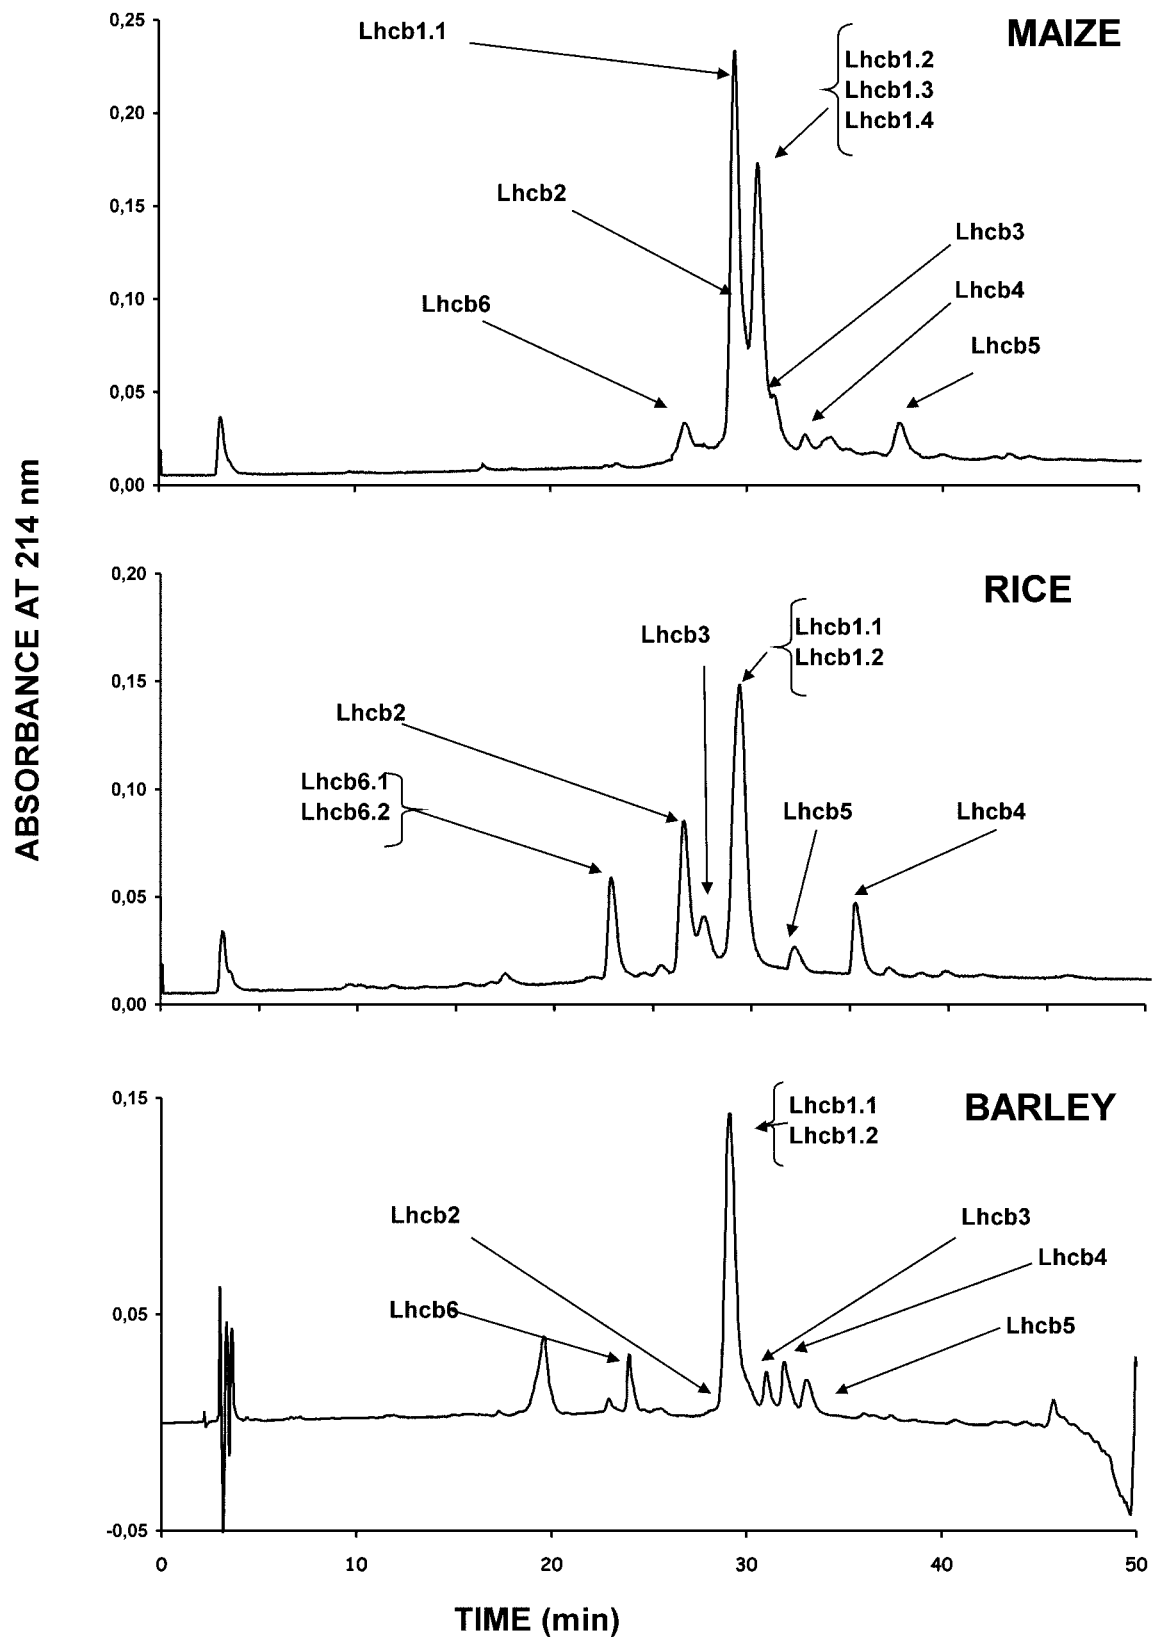 ABSORBANCE AT 214 nm
MAIZE
0,25
0,20
0,15
0,10
0,05
0,00
Lhcb1.1
Lhcb1.2
Lhcb1.3
Lhcb1.4
Lhcb2
Lhcb3
Lhcb6
Lhcb4
Lhcb5
RICE
0,20
0,15
0,10
0,05
0,00
Lhcb3
Lhcb1.1
Lhcb1.2
Lhcb2
Lhcb6.1
Lhcb6.2
Lhcb5
Lhcb4
BARLEY
0,15
0,05
-0,05
Lhcb1.1
Lhcb1.2
Lhcb2
Lhcb3
Lhcb4
Lhcb6
Lhcb5
0 10 20 30 40 50
TIME (min)